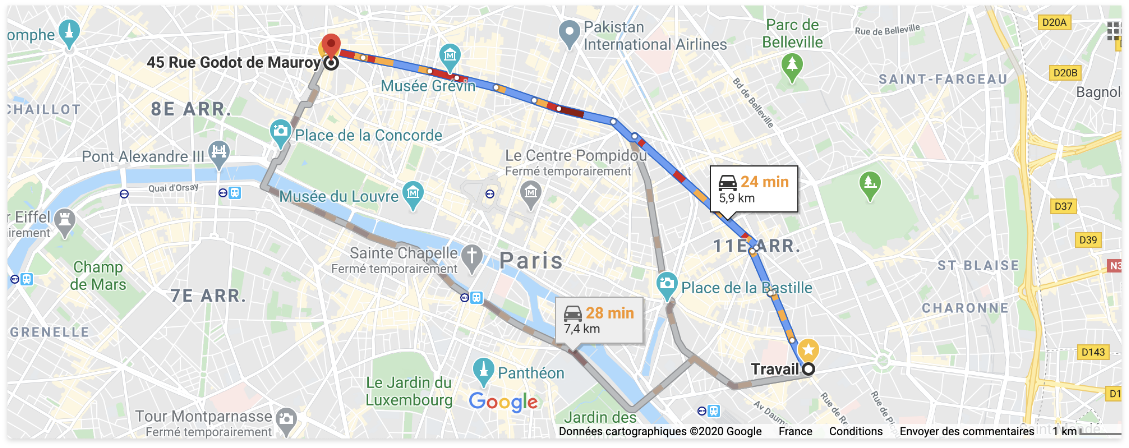 omphe
Pakistan
International Airlines
Parc de
Belleville
Rue de Belleville
D20A
45 Rue Godot de Mauroy
Musée Grévin
Bd de Belleville
SAINT-FARGEAU
D20B
Bagnol
CHAILLOT
8E ARR.
Place de la Concorde
Pont Alexandre III
Le Centre Pompidou
Fermé temporairement
24 min
5,9 km
Quai d'Orsay
Musée du Louvre
D37
r Eiffel
irement
11E ARR.
D39
Sainte Chapelle
Fermé temporairement
Paris
N3
ST BLAISE
Champ
de Mars
7E ARR.
Place de la Bastille
28 min
7,4 km
CHARONNE
GRENELLE
D143
Travail
Panthéon
Le Jardin du
Luxembourg
Google
Tour Montparnasse
Fermé temporairement
Jardin des
Av Daumes
D120
Données cartographiques ©2020 Google France Conditions Envoyer des commentaires 1 km